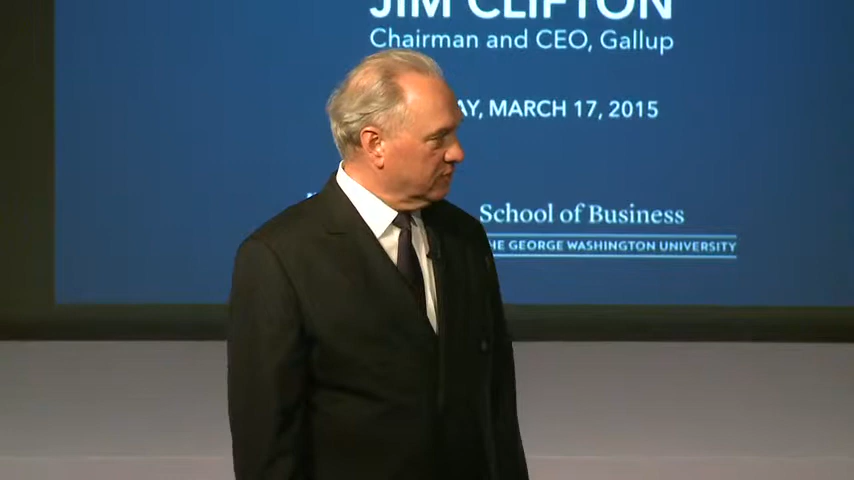 JIM CLIFTON
Chairman and CEO, Gallup
MARCH 17, 2015
School of Business
GEORGE WASHINGTON UNIVERSITY